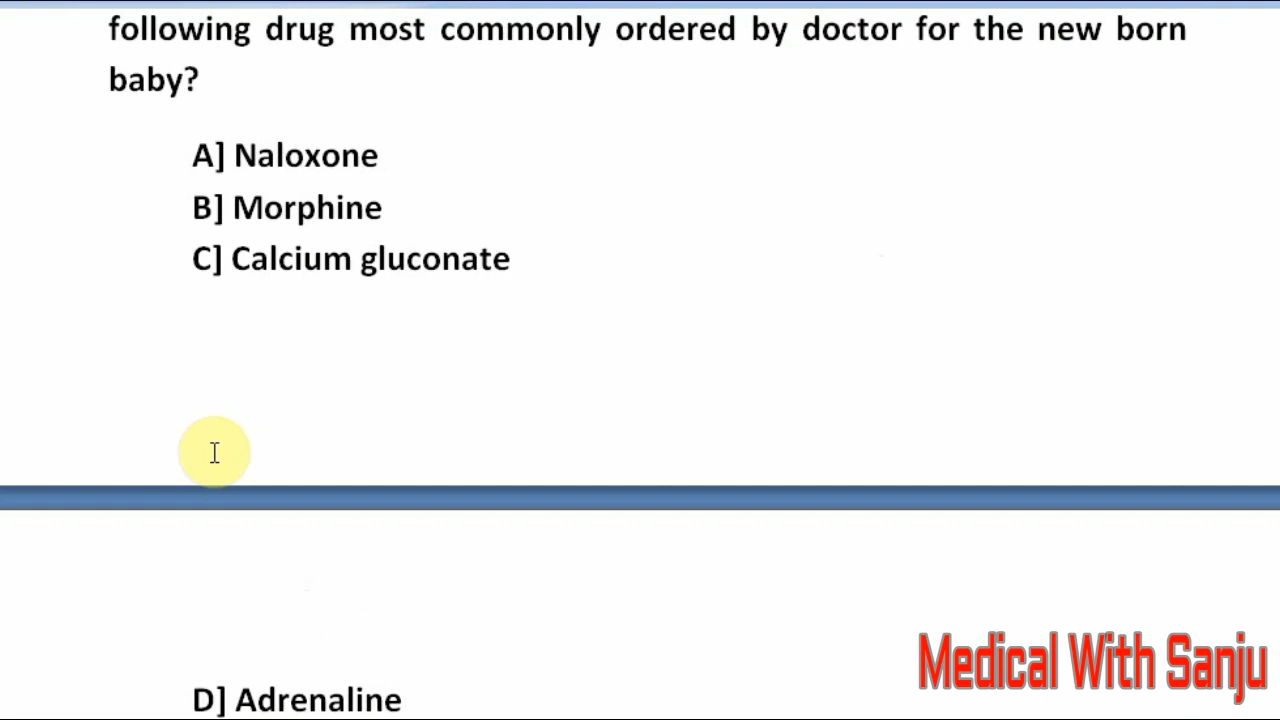 following drug most commonly ordered by doctor for the new born
baby?
A] Naloxone
B] Morphine
C] Calcium gluconate
D] Adrenaline
Medical With Sanju